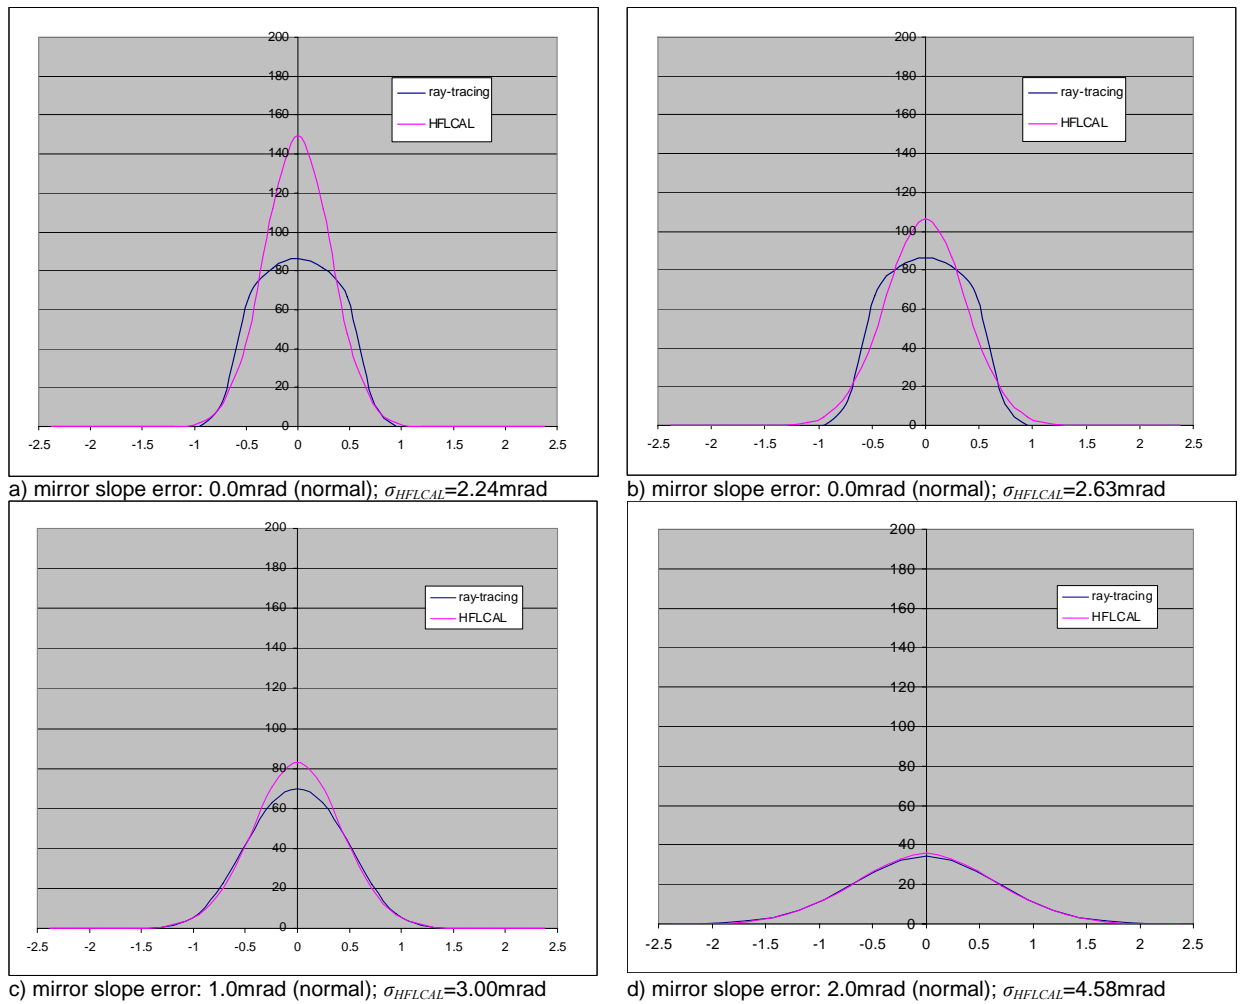 200
180
160
140
120
100
80
60
40
20
0
-2.5 -2 -1.5 -1 -0.5 0 0.5 1 1.5 2 2.5
ray-tracing
HFLCAL
a) mirror slope error: 0.0mrad (normal); σHFLCAL=2.24mrad
200
180
160
140
120
100
80
60
40
20
0
-2.5 -2 -1.5 -1 -0.5 0 0.5 1 1.5 2 2.5
ray-tracing
HFLCAL
b) mirror slope error: 0.0mrad (normal); σHFLCAL=2.63mrad
200
180
160
140
120
100
80
60
40
20
0
-2.5 -2 -1.5 -1 -0.5 0 0.5 1 1.5 2 2.5
ray-tracing
HFLCAL
c) mirror slope error: 1.0mrad (normal); σHFLCAL=3.00mrad
200
180
160
140
120
100
80
60
40
20
0
-2.5 -2 -1.5 -1 -0.5 0 0.5 1 1.5 2 2.5
ray-tracing
HFLCAL
d) mirror slope error: 2.0mrad (normal); σHFLCAL=4.58mrad